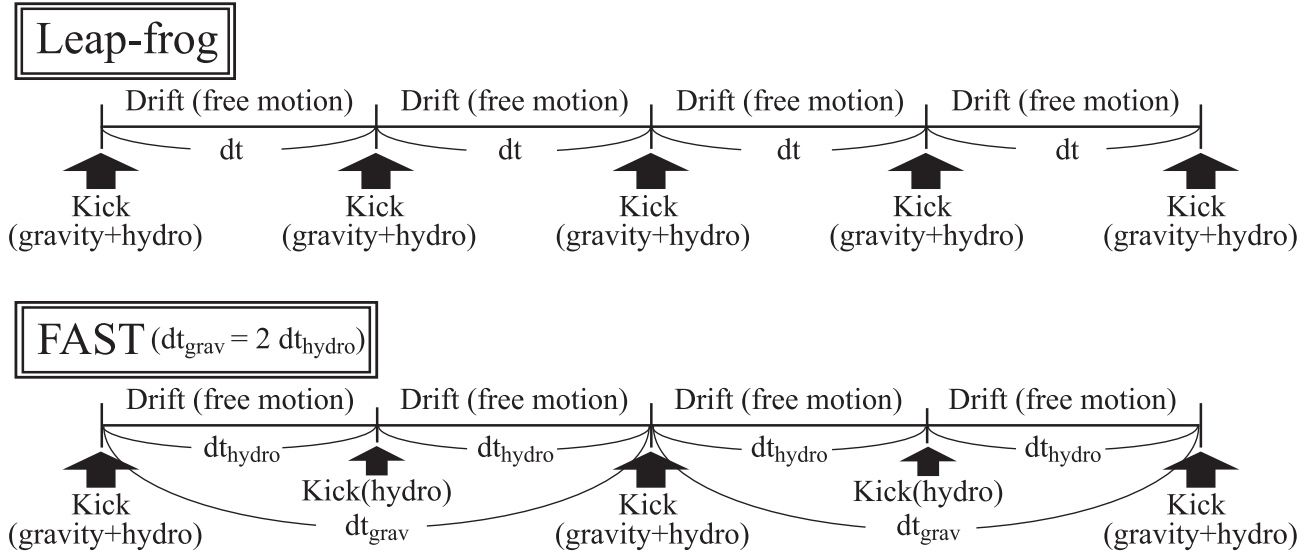 Leap-frog
Drift (free motion) Drift (free motion) Drift (free motion) Drift (free motion)
dt dt dt dt
Kick Kick Kick Kick Kick
(gravity+hydro) (gravity+hydro) (gravity+hydro) (gravity+hydro) (gravity+hydro)
FAST (dtgrav = 2 dthydro)
Drift (free motion) Drift (free motion) Drift (free motion) Drift (free motion)
dthydro dthydro dthydro dthydro
Kick Kick(hydro) Kick Kick(hydro) Kick
(gravity+hydro) dtgrav (gravity+hydro) dtgrav (gravity+hydro)